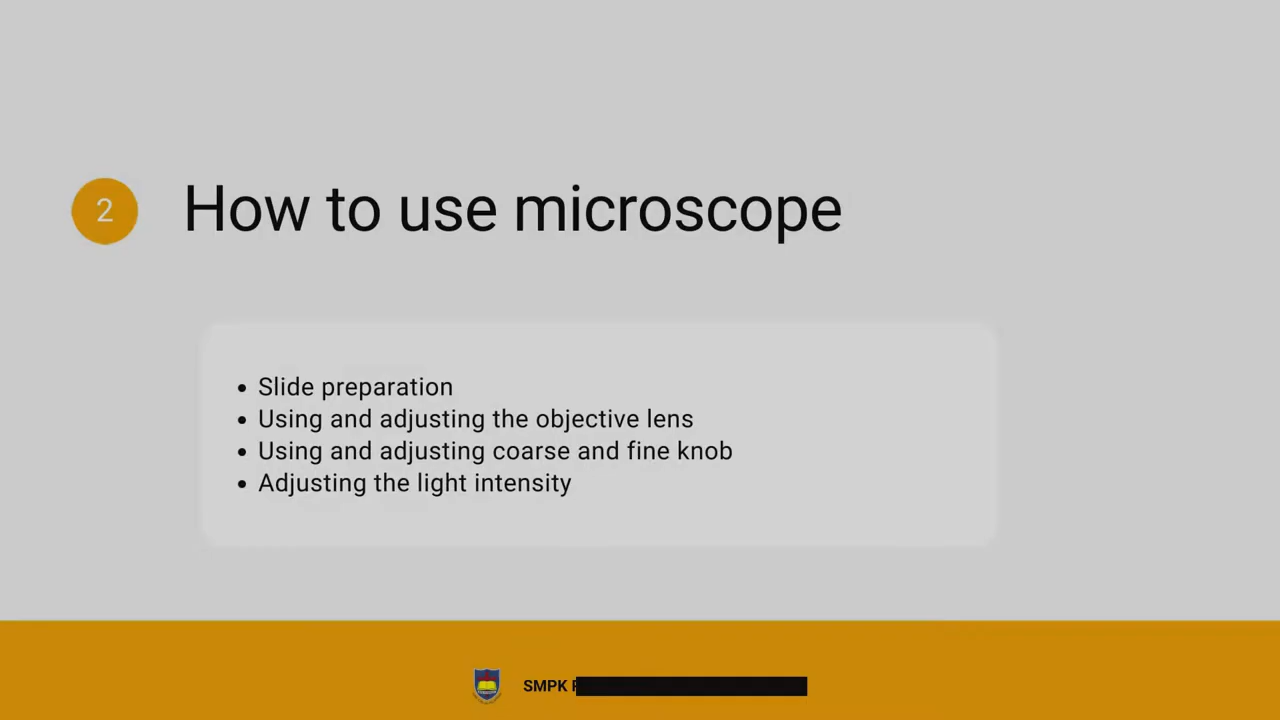 2
How to use microscope
• Slide preparation
• Using and adjusting the objective lens
• Using and adjusting coarse and fine knob
• Adjusting the light intensity
SMPK